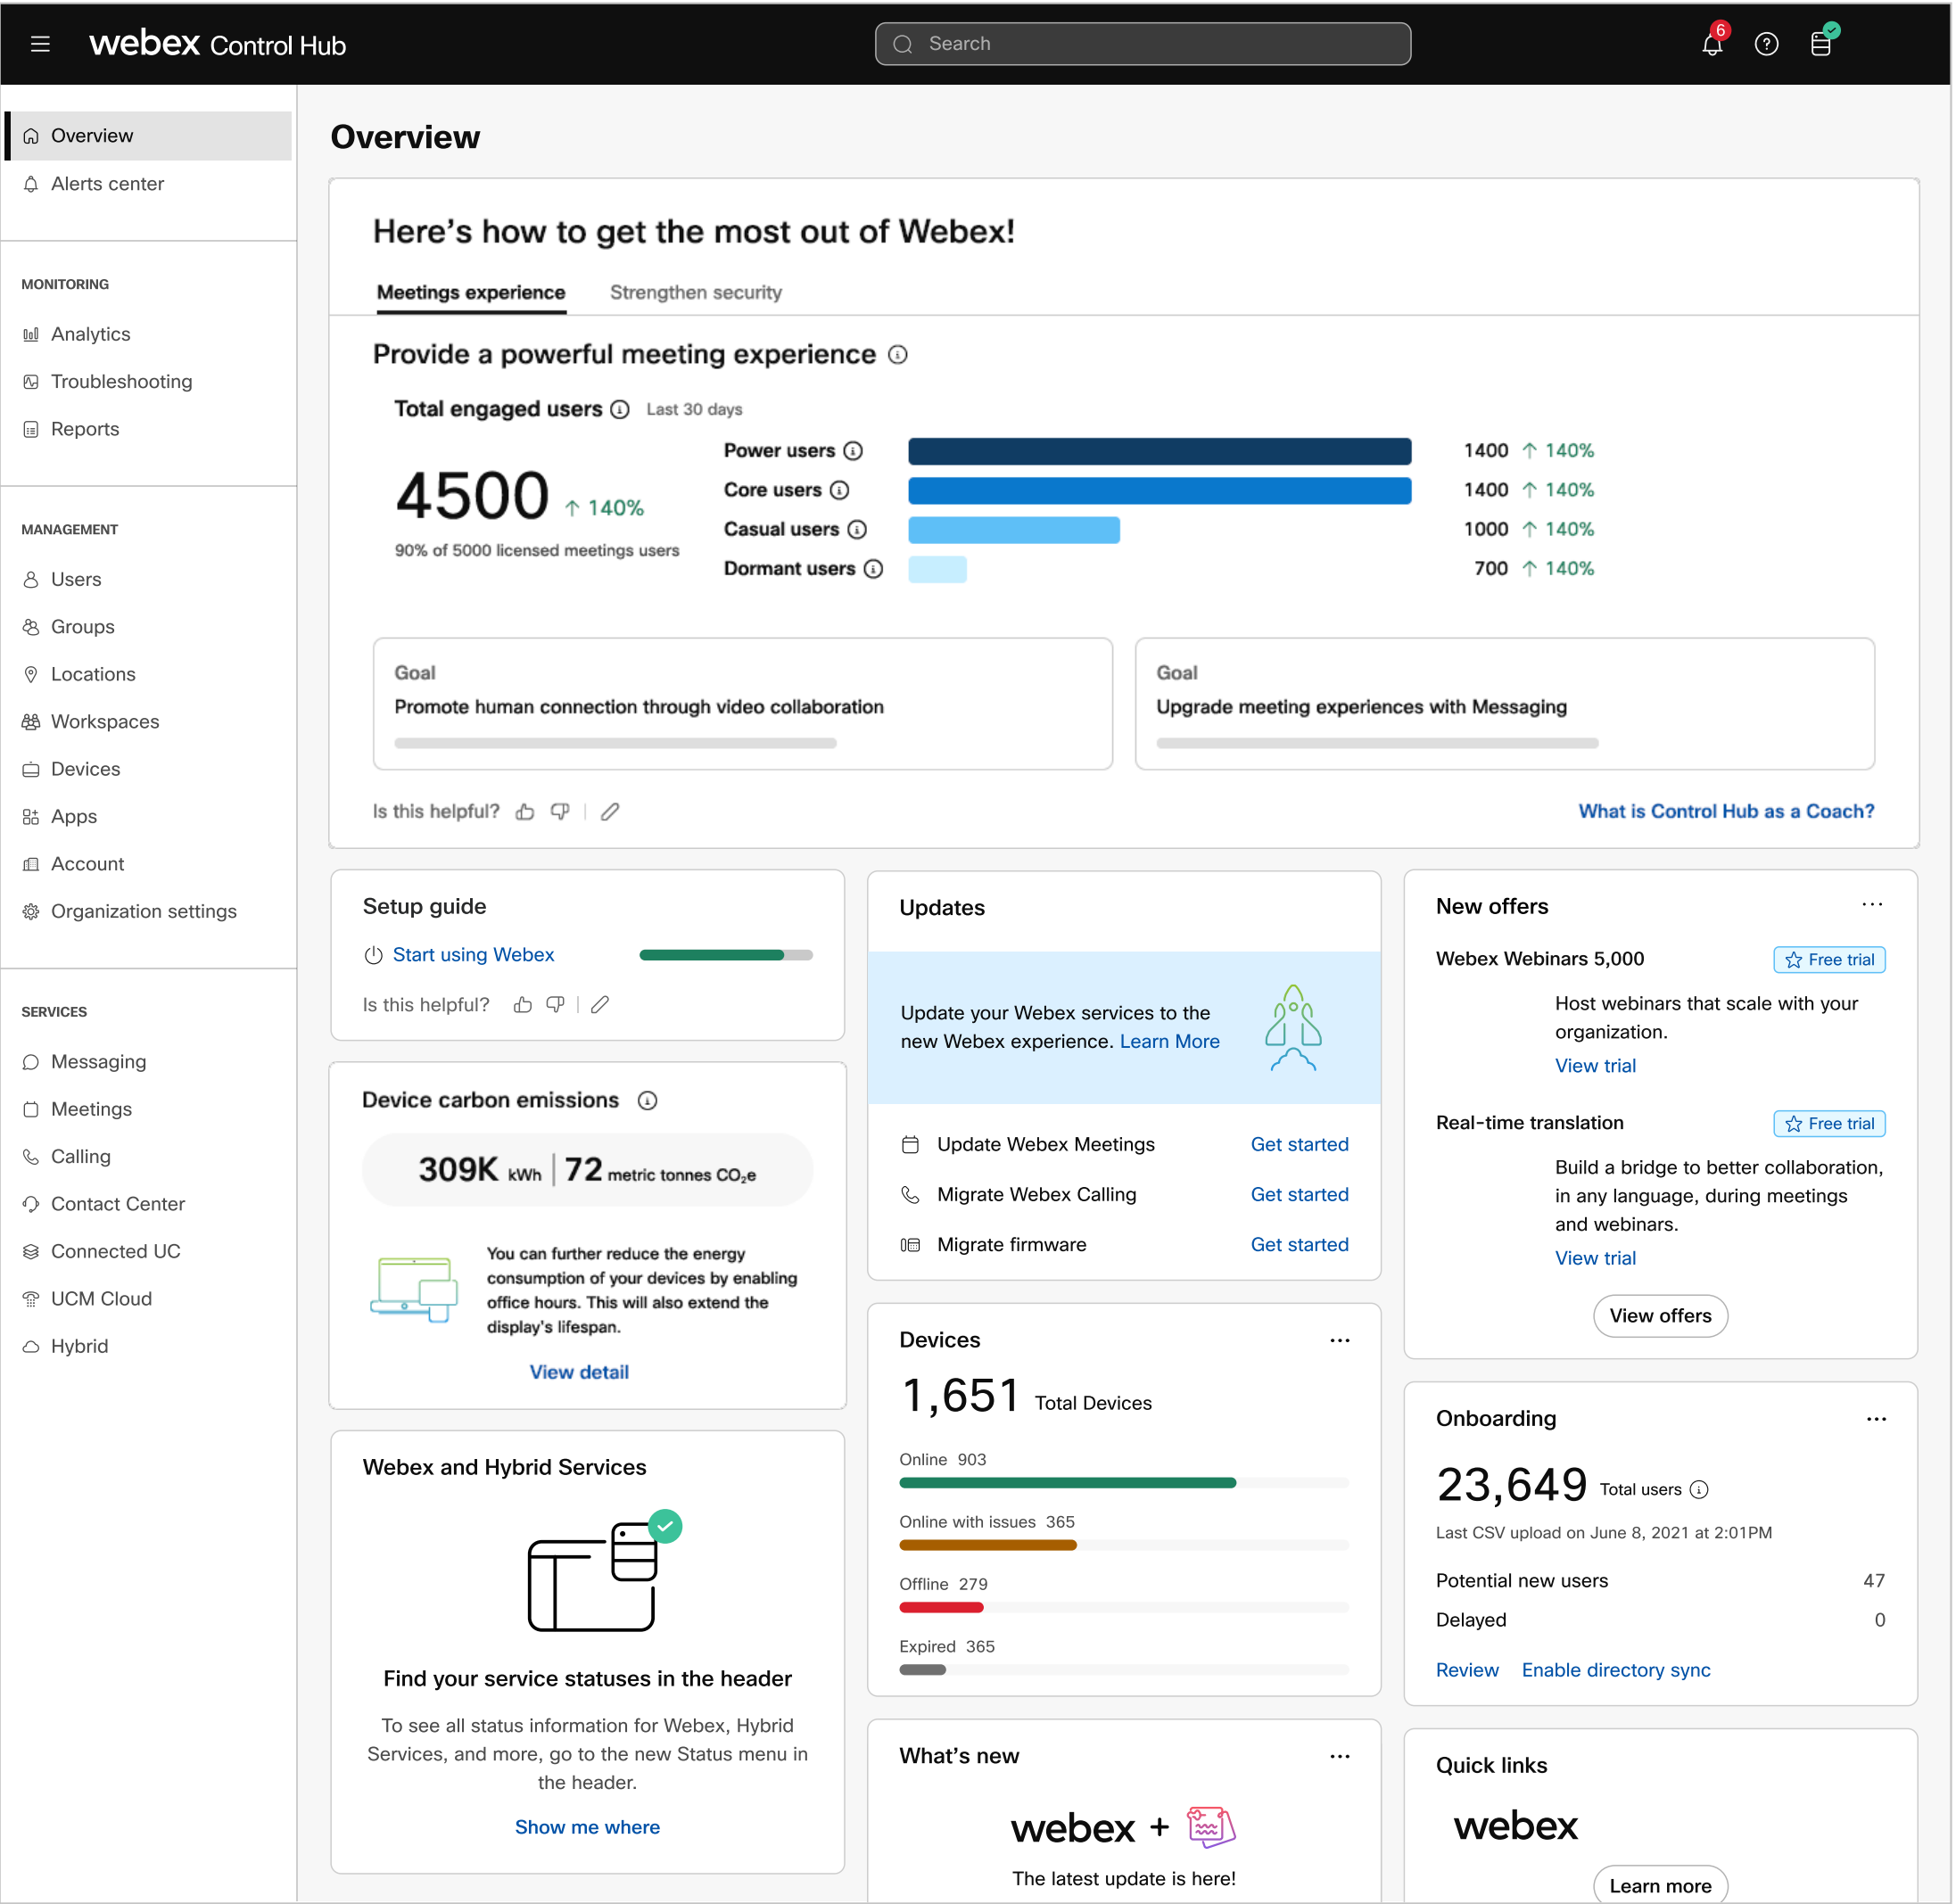 webex Control Hub
Search
6
Overview
Alerts center
MONITORING
Analytics
Troubleshooting
Reports
MANAGEMENT
Users
Groups
Locations
Workspaces
Devices
Apps
Account
Organization settings
SERVICES
Messaging
Meetings
Calling
Contact Center
Connected UC
UCM Cloud
Hybrid
Overview
Here's how to get the most out of Webex!
Meetings experience Strengthen security
Provide a powerful meeting experience
Total engaged users Last 30 days
4500 ↑ 140%
90% of 5000 licensed meetings users
Power users 1400 ↑ 140%
Core users 1400 ↑ 140%
Casual users 1000 ↑ 140%
Dormant users 700 ↑ 140%
Goal
Promote human connection through video collaboration
Goal
Upgrade meeting experiences with Messaging
Is this helpful?
What is Control Hub as a Coach?
Setup guide
Start using Webex
Is this helpful?
Device carbon emissions
309K kWh | 72 metric tonnes CO₂e
You can further reduce the energy
consumption of your devices by enabling
office hours. This will also extend the
display's lifespan.
View detail
Webex and Hybrid Services
Find your service statuses in the header
To see all status information for Webex, Hybrid
Services, and more, go to the new Status menu in
the header.
Show me where
Updates
Update your Webex services to the
new Webex experience. Learn More
Update Webex Meetings Get started
Migrate Webex Calling Get started
Migrate firmware Get started
Devices ...
1,651 Total Devices
Online 903
Online with issues 365
Offline 279
Expired 365
What's new ...
webex +
The latest update is here!
New offers ...
Webex Webinars 5,000 Free trial
Host webinars that scale with your
organization.
View trial
Real-time translation Free trial
Build a bridge to better collaboration,
in any language, during meetings
and webinars.
View trial
View offers
Onboarding ...
23,649 Total users
Last CSV upload on June 8, 2021 at 2:01PM
Potential new users 47
Delayed 0
Review Enable directory sync
Quick links
webex
Learn more